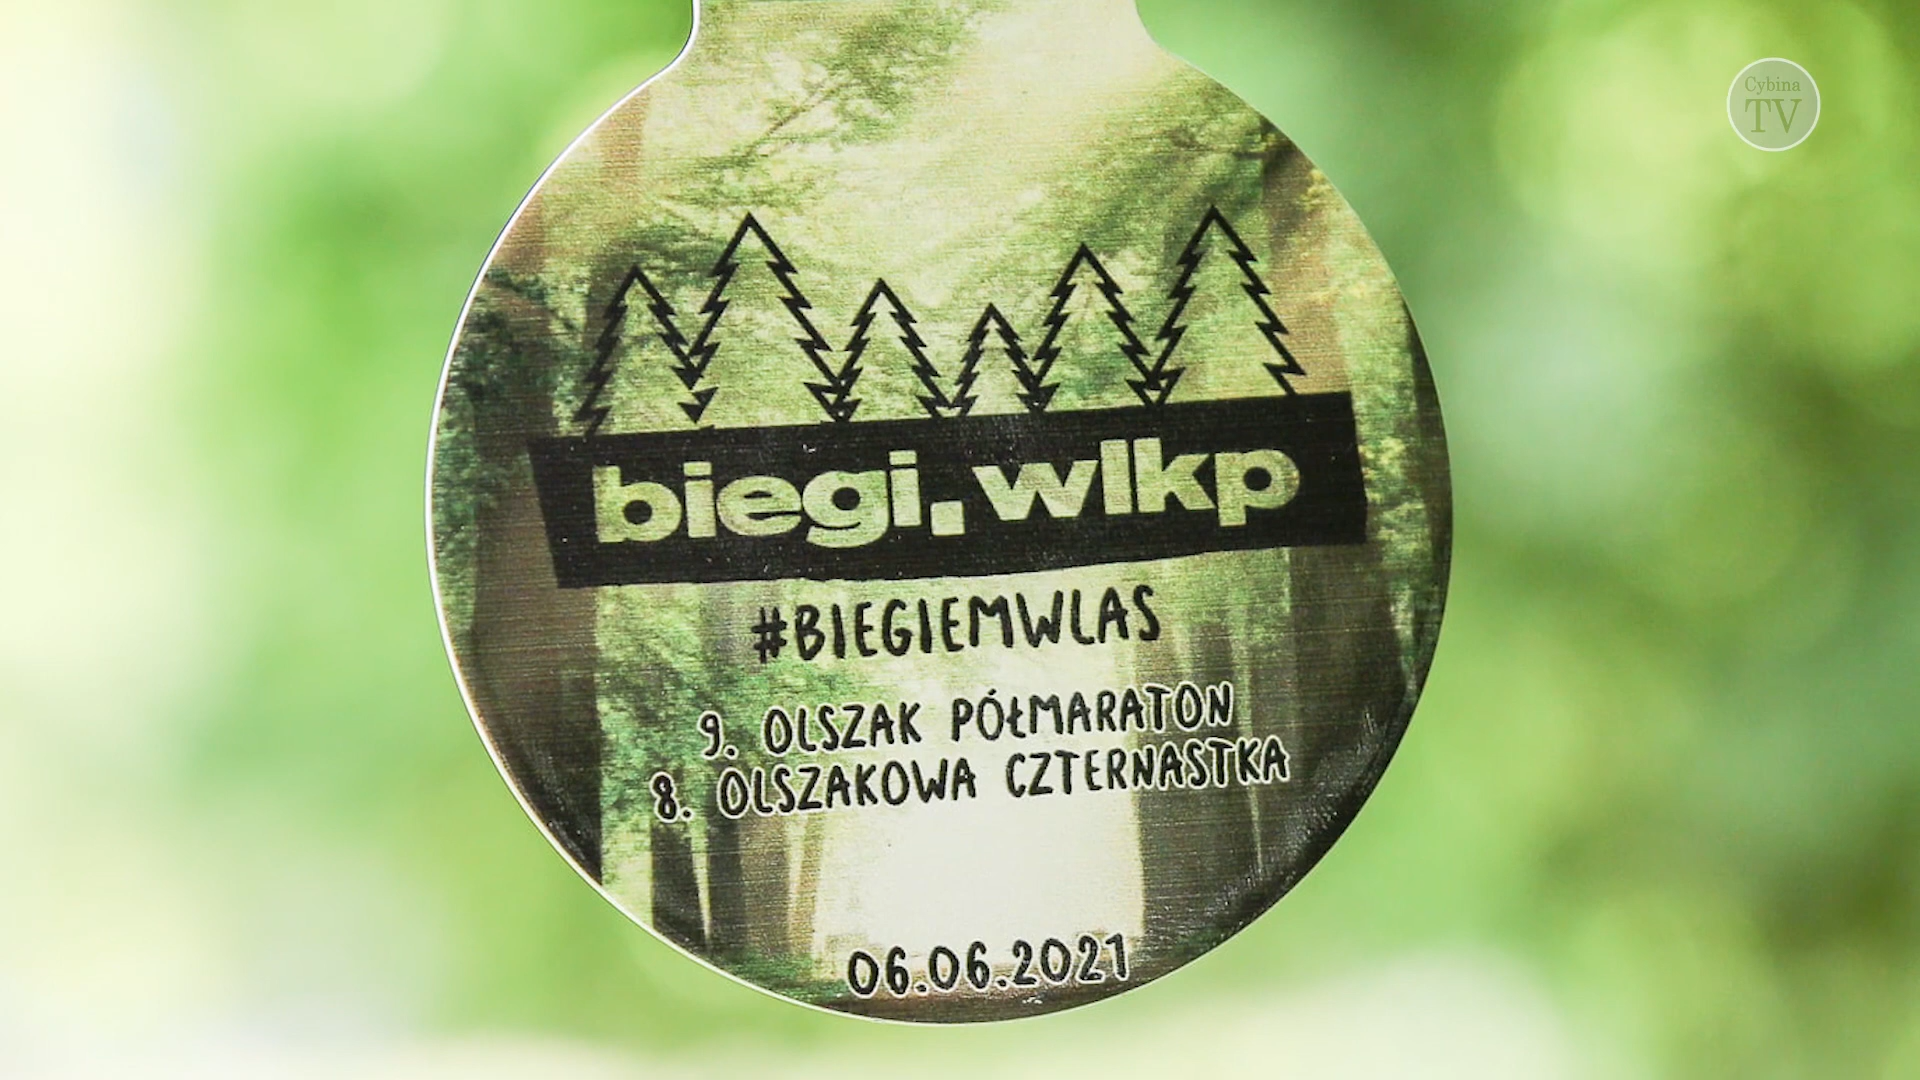 Cybina
TV
biegi.wlkp
#BIEGIEMWLAS
9. OLSZAK PÓŁMARATON
8. OLSZAKOWA CZTERNASTKA
06.06.2021